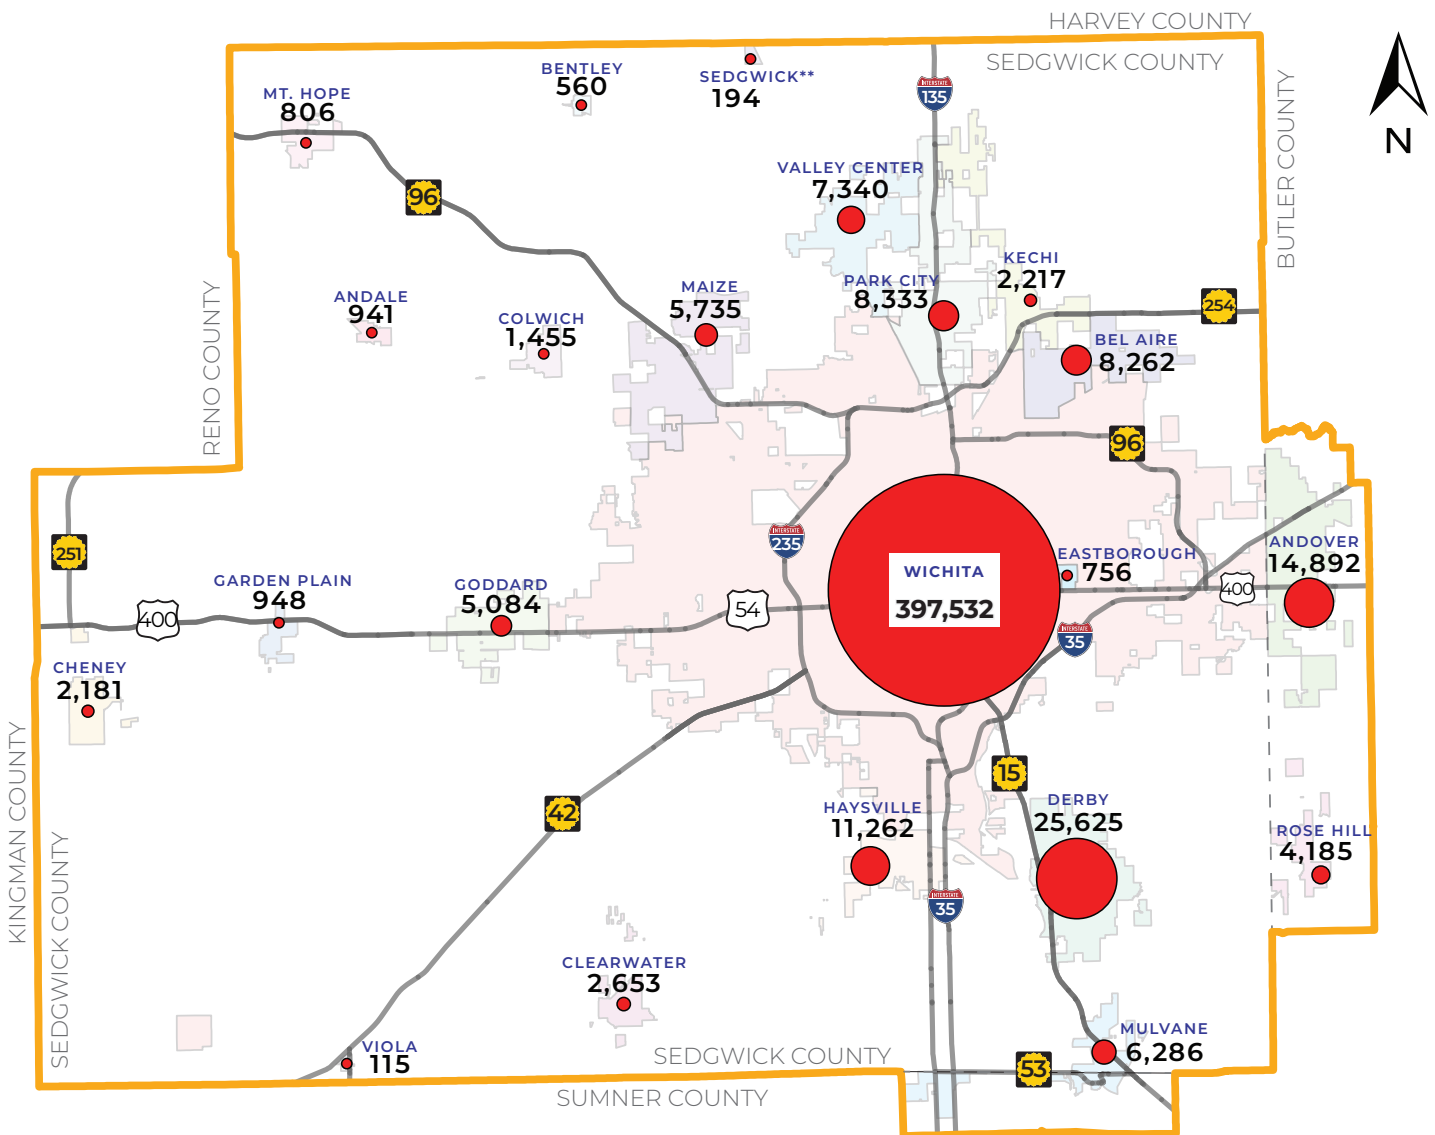 HARVEY COUNTY
SEDGWICK COUNTY
BUTLER COUNTY
N
SEDGWICK**
194
BENTLEY
560
MT. HOPE
806
INTERSTATE
135
96
VALLEY CENTER
7,340
KECHI
2,217
PARK CITY
8,333
MAIZE
5,735
ANDALE
941
COLWICH
1,455
254
BEL AIRE
8,262
RENO COUNTY
96
251
INTERSTATE
235
WICHITA
397,532
EASTBOROUGH
756
ANDOVER
14,892
400
GARDEN PLAIN
948
GODDARD
5,084
54
400
INTERSTATE
35
CHENEY
2,181
KINGMAN COUNTY
SEDGWICK COUNTY
42
15
HAYSVILLE
11,262
DERBY
25,625
ROSE HILL
4,185
INTERSTATE
35
CLEARWATER
2,653
VIOLA
115
SEDGWICK COUNTY
SUMNER COUNTY
53
MULVANE
6,286